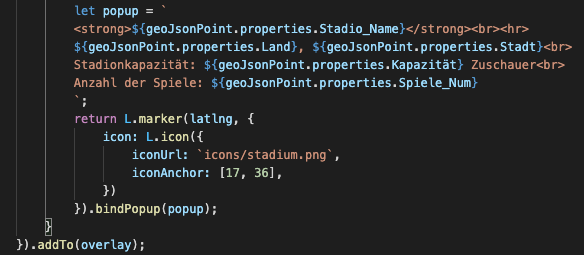 let popup = `
<strong>${geoJsonPoint.properties.Stadio_Name}</strong><br><hr>
${geoJsonPoint.properties.Land}, ${geoJsonPoint.properties.Stadt}<br>
Stadionkapazität: ${geoJsonPoint.properties.Kapazität} Zuschauer<br>
Anzahl der Spiele: ${geoJsonPoint.properties.Spiele_Num}
`;
return L.marker(latlng, {
icon: L.icon({
iconUrl: `icons/stadium.png`,
iconAnchor: [17, 36],
})
}).bindPopup(popup);
}
}).addTo(overlay);